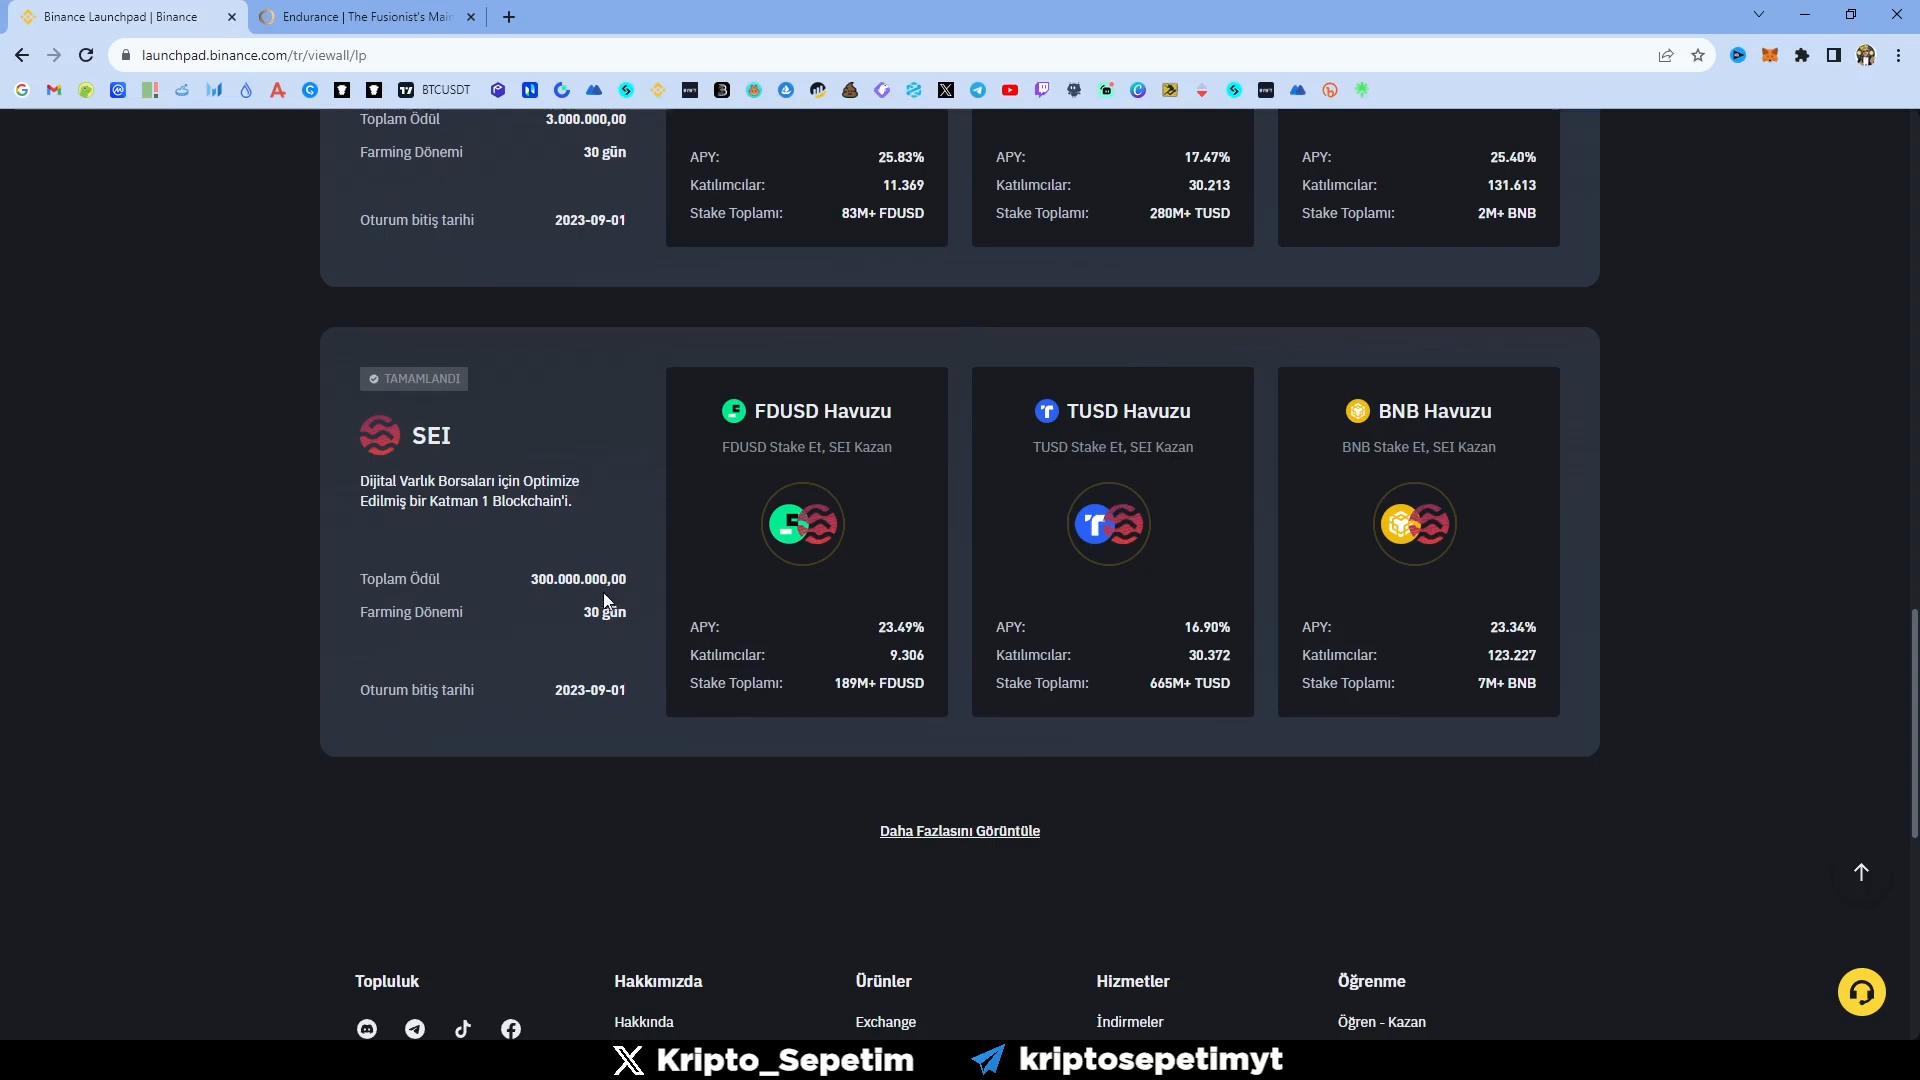 Binance Launchpad | Binance
Endurance | The Fusionist's Main
launchpad.binance.com/tr/viewall/lp
BTCUSDT
Toplam Ödül 3.000.000,00
Farming Dönemi 30 gün
Oturum bitiş tarihi 2023-09-01
APY: 25.83%
Katılımcılar: 11.369
Stake Toplamı: 83M+ FDUSD
APY: 17.47%
Katılımcılar: 30.213
Stake Toplamı: 280M+ TUSD
APY: 25.40%
Katılımcılar: 131.613
Stake Toplamı: 2M+ BNB
TAMAMLANDI
SEI
Dijital Varlık Borsaları için Optimize
Edilmiş bir Katman 1 Blockchain'i.
Toplam Ödül 300.000.000,00
Farming Dönemi 30 gün
Oturum bitiş tarihi 2023-09-01
FDUSD Havuzu
FDUSD Stake Et, SEI Kazan
APY: 23.49%
Katılımcılar: 9.306
Stake Toplamı: 189M+ FDUSD
TUSD Havuzu
TUSD Stake Et, SEI Kazan
APY: 16.90%
Katılımcılar: 30.372
Stake Toplamı: 665M+ TUSD
BNB Havuzu
BNB Stake Et, SEI Kazan
APY: 23.34%
Katılımcılar: 123.227
Stake Toplamı: 7M+ BNB
Daha Fazlasını Görüntüle
Topluluk
Hakkımızda
Hakkında
Ürünler
Exchange
Hizmetler
İndirmeler
Öğrenme
Öğren - Kazan
Kripto_Sepetim
kriptosepetimyt